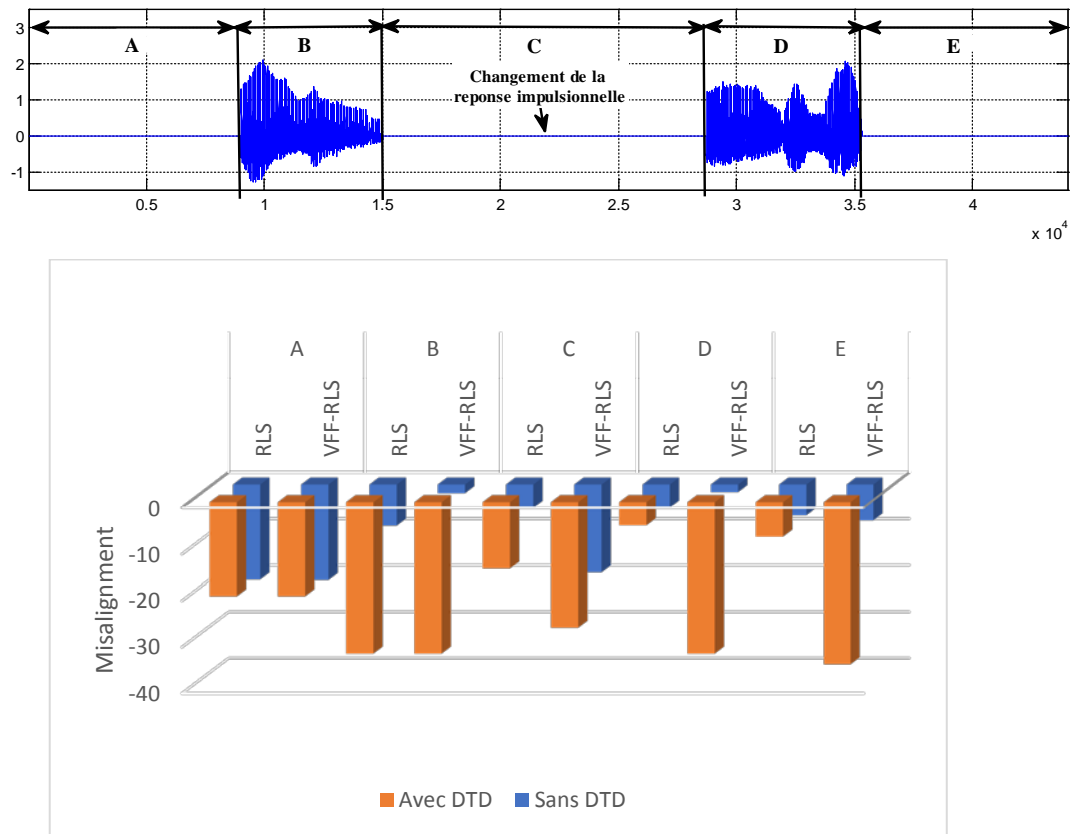 3
2
1
0
-1
A
B
C
D
E
Changement de la
reponse impulsionnelle
0.5
1
1.5
2
2.5
3
3.5
4
x 10⁴
A
B
C
D
E
RLS
VFF-RLS
RLS
VFF-RLS
RLS
VFF-RLS
RLS
VFF-RLS
RLS
VFF-RLS
Misalignment
0
-10
-20
-30
-40
Avec DTD
Sans DTD